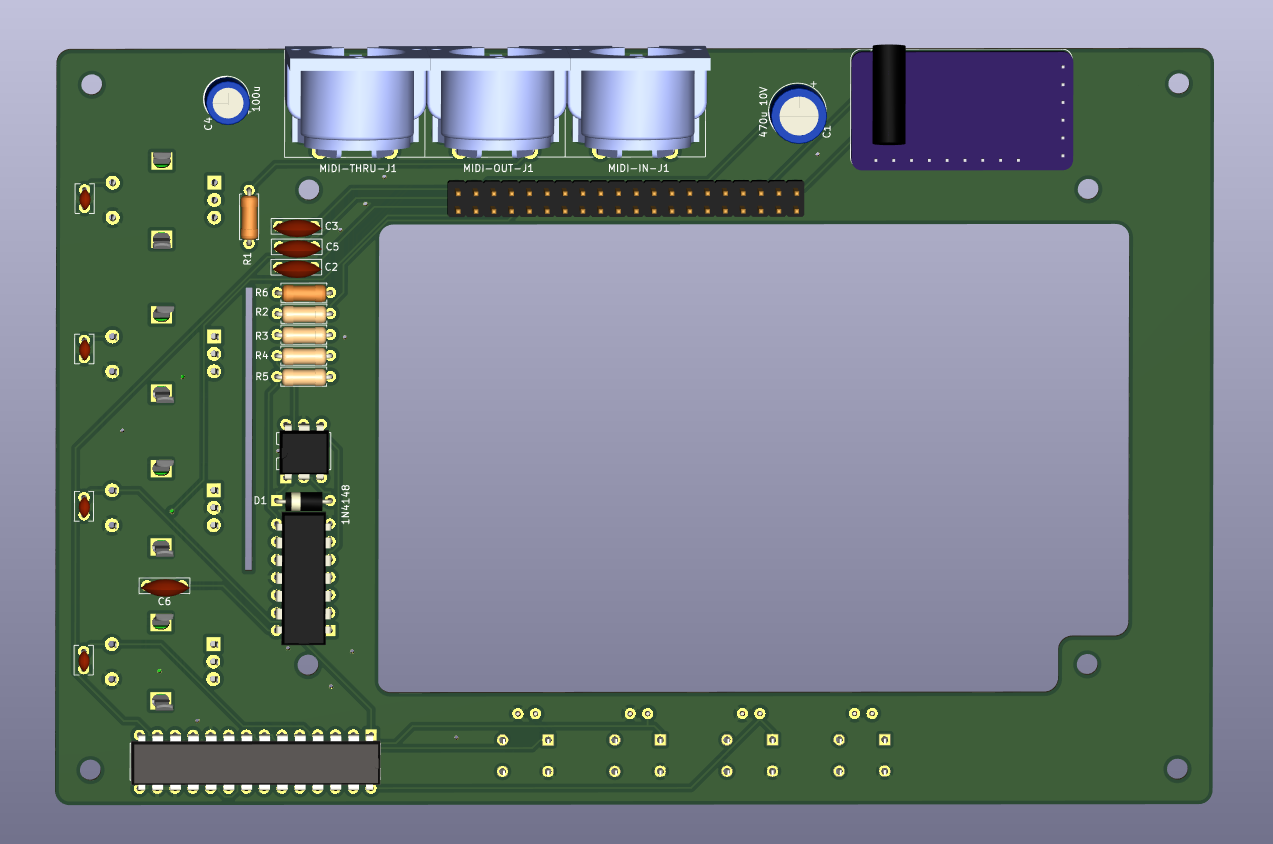 C4
100u
MIDI-THRU-J1
MIDI-OUT-J1
MIDI-IN-J1
470u 10V
+
C1
R1
C3
C5
C2
R6
R2
R3
R4
R5
D1
1N4148
C6